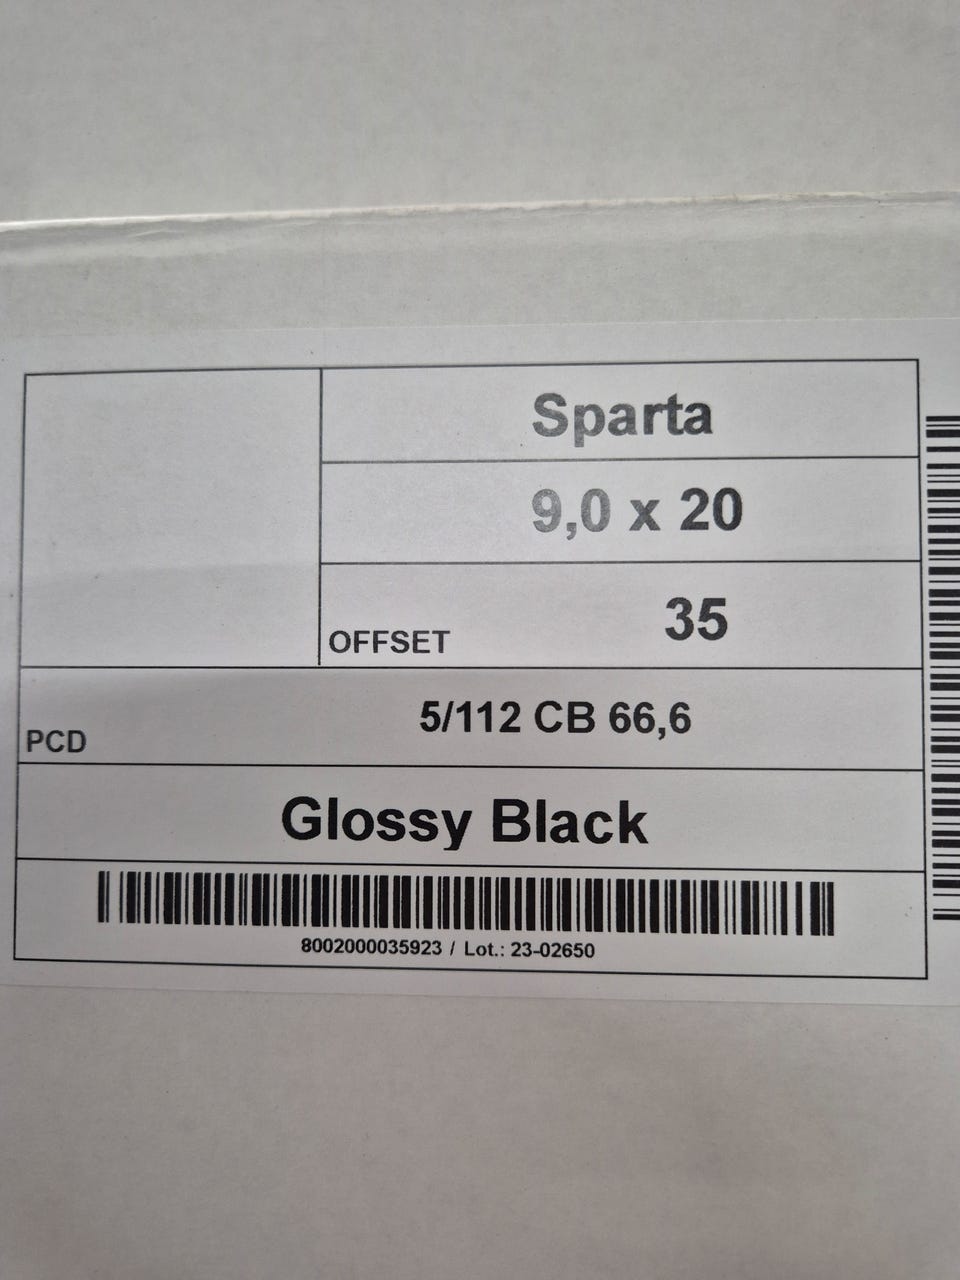 Sparta
9,0 x 20
OFFSET 35
PCD 5/112 CB 66,6
Glossy Black
8002000035923 / Lot.: 23-02650